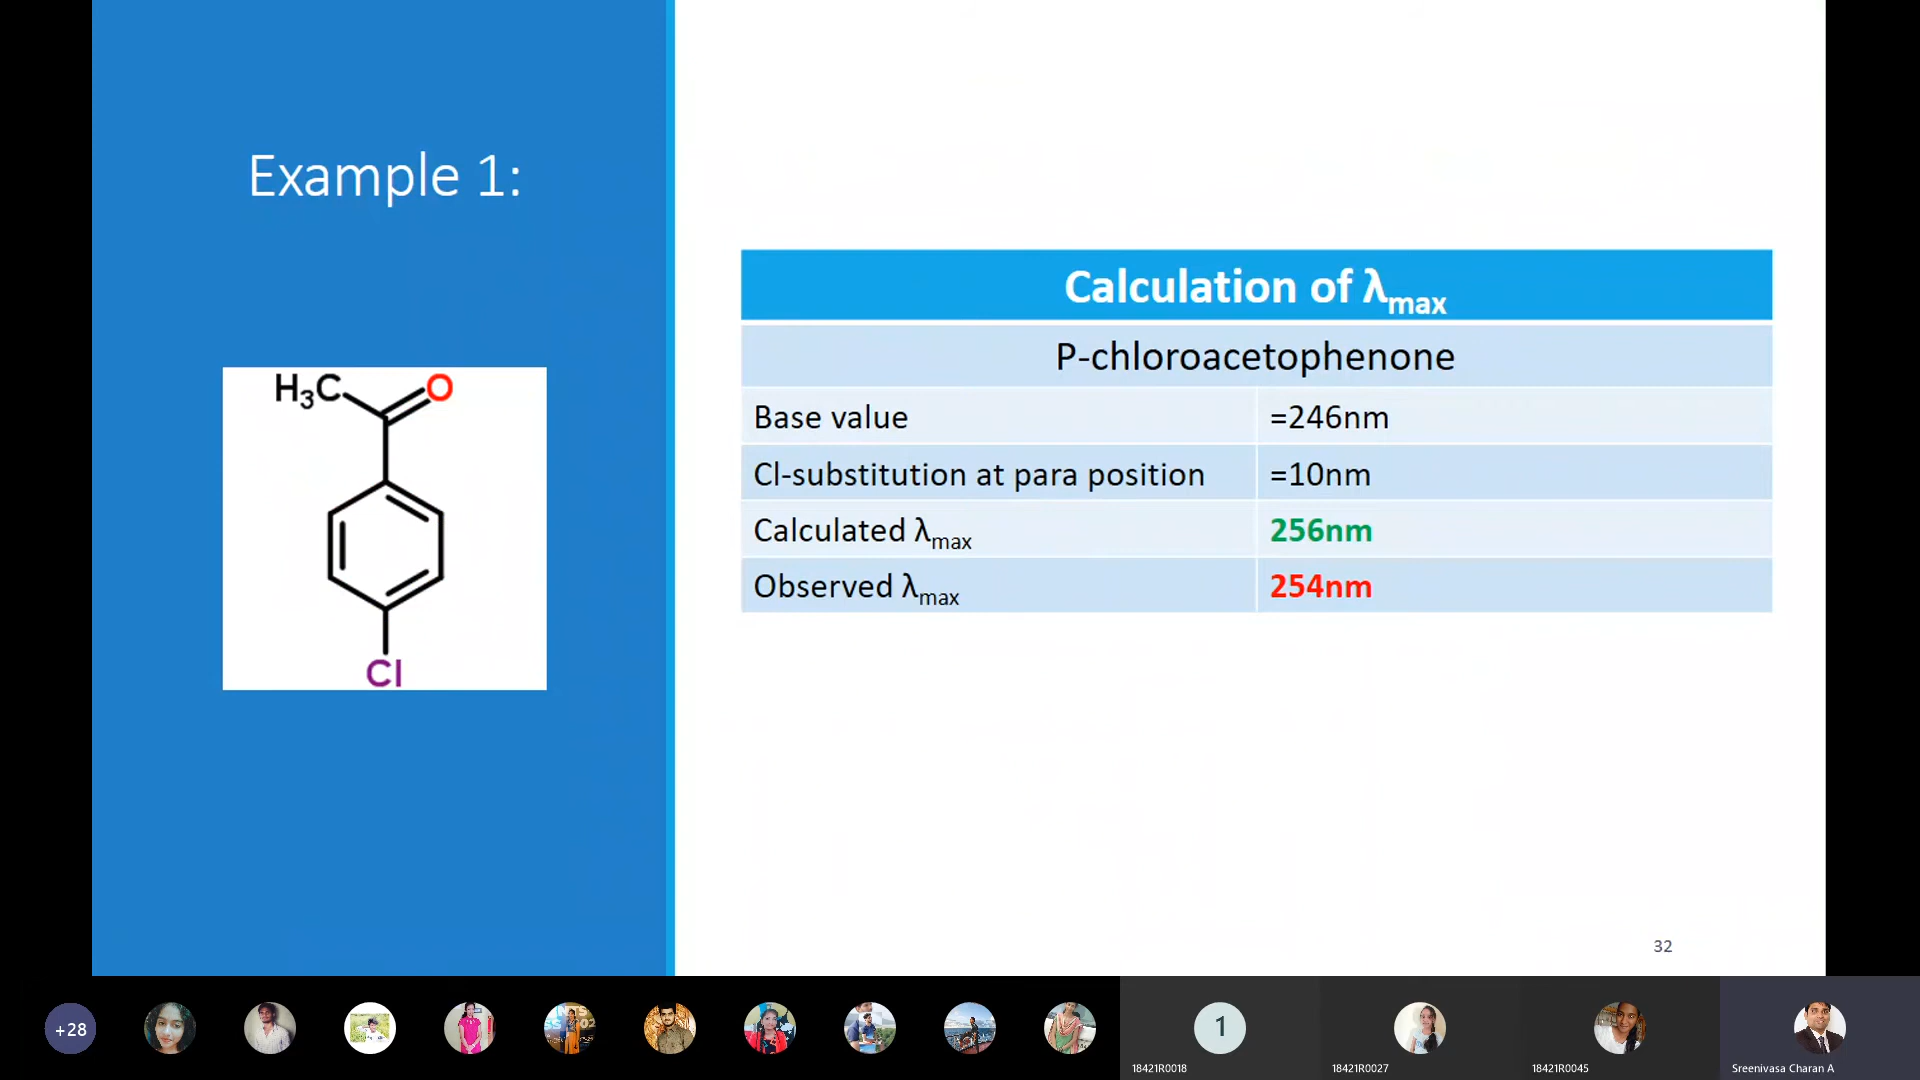 Example 1:
H3C
O
Cl
Calculation of λmax
P-chloroacetophenone
Base value =246nm
Cl-substitution at para position =10nm
Calculated λmax 256nm
Observed λmax 254nm
32
+28
1
18421R0018
18421R0027
18421R0045
Sreenivasa Charan A